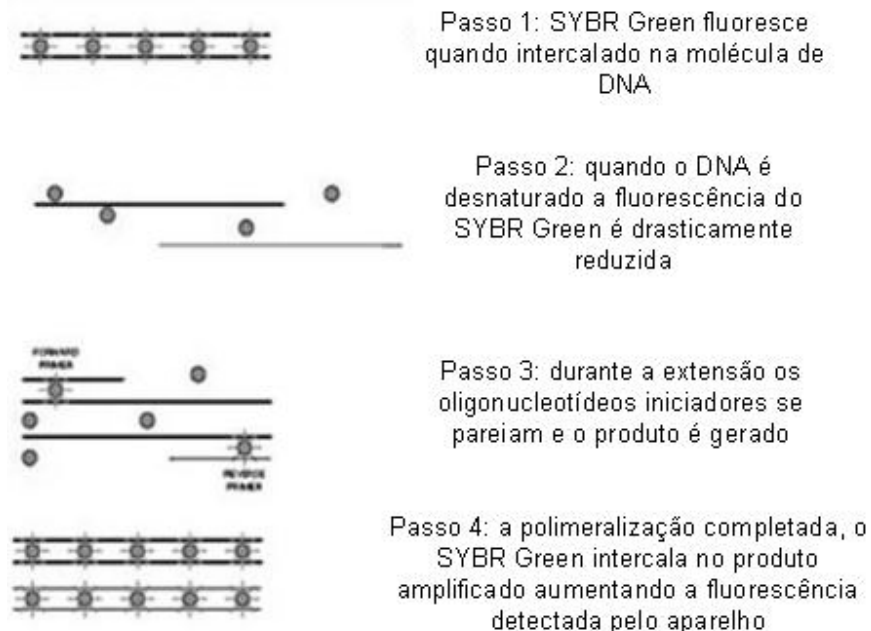 Passo 1: SYBR Green fluoresce
quando intercalado na molécula de
DNA
Passo 2: quando o DNA é
desnaturado a fluorescência do
SYBR Green é drasticamente
reduzida
FORWARD
PRIMER
Passo 3: durante a extensão os
oligonucleotídeos iniciadores se
pareiam e o produto é gerado
REVERSE
PRIMER
Passo 4: a polimeralização completada, o
SYBR Green intercala no produto
amplificado aumentando a fluorescência
detectada pelo aparelho